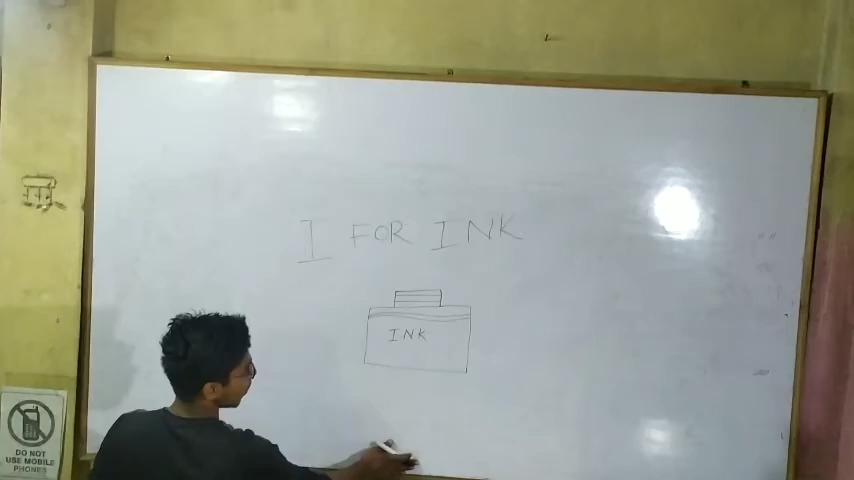 I FOR INK
INK
DO NOT
USE MOBILE
PHONES